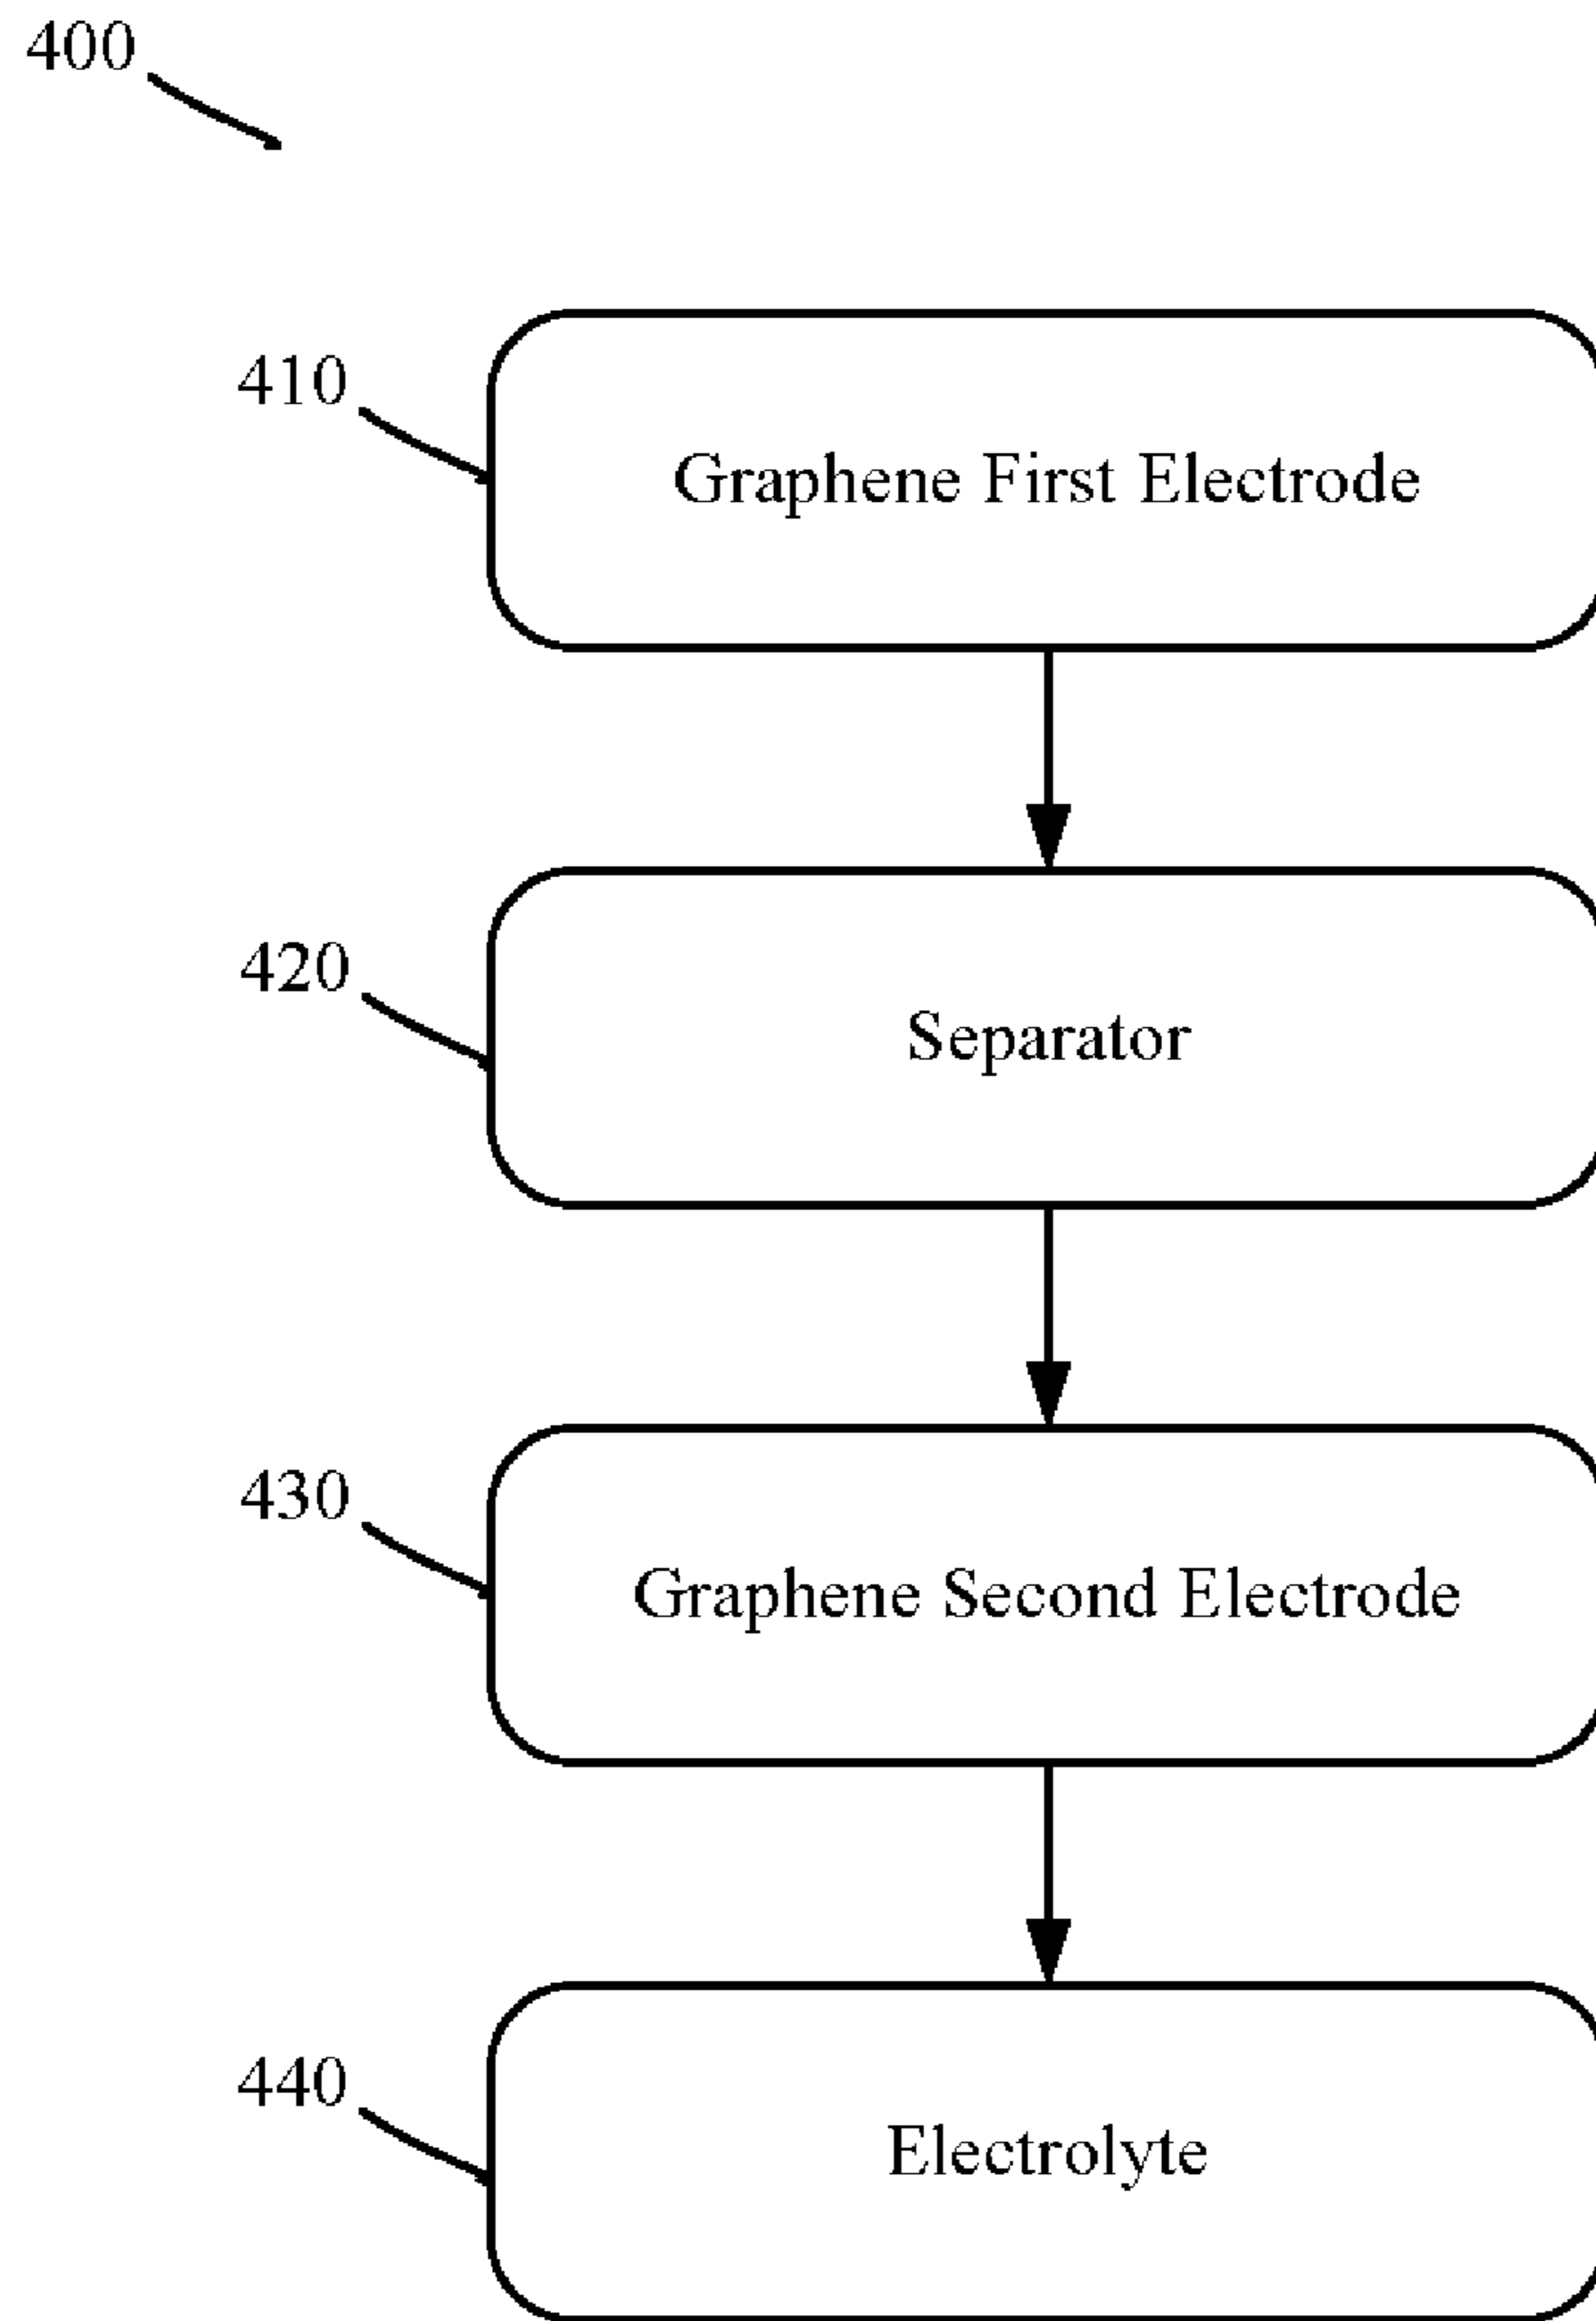 400
410
Graphene First Electrode
420
Separator
430
Graphene Second Electrode
440
Electrolyte